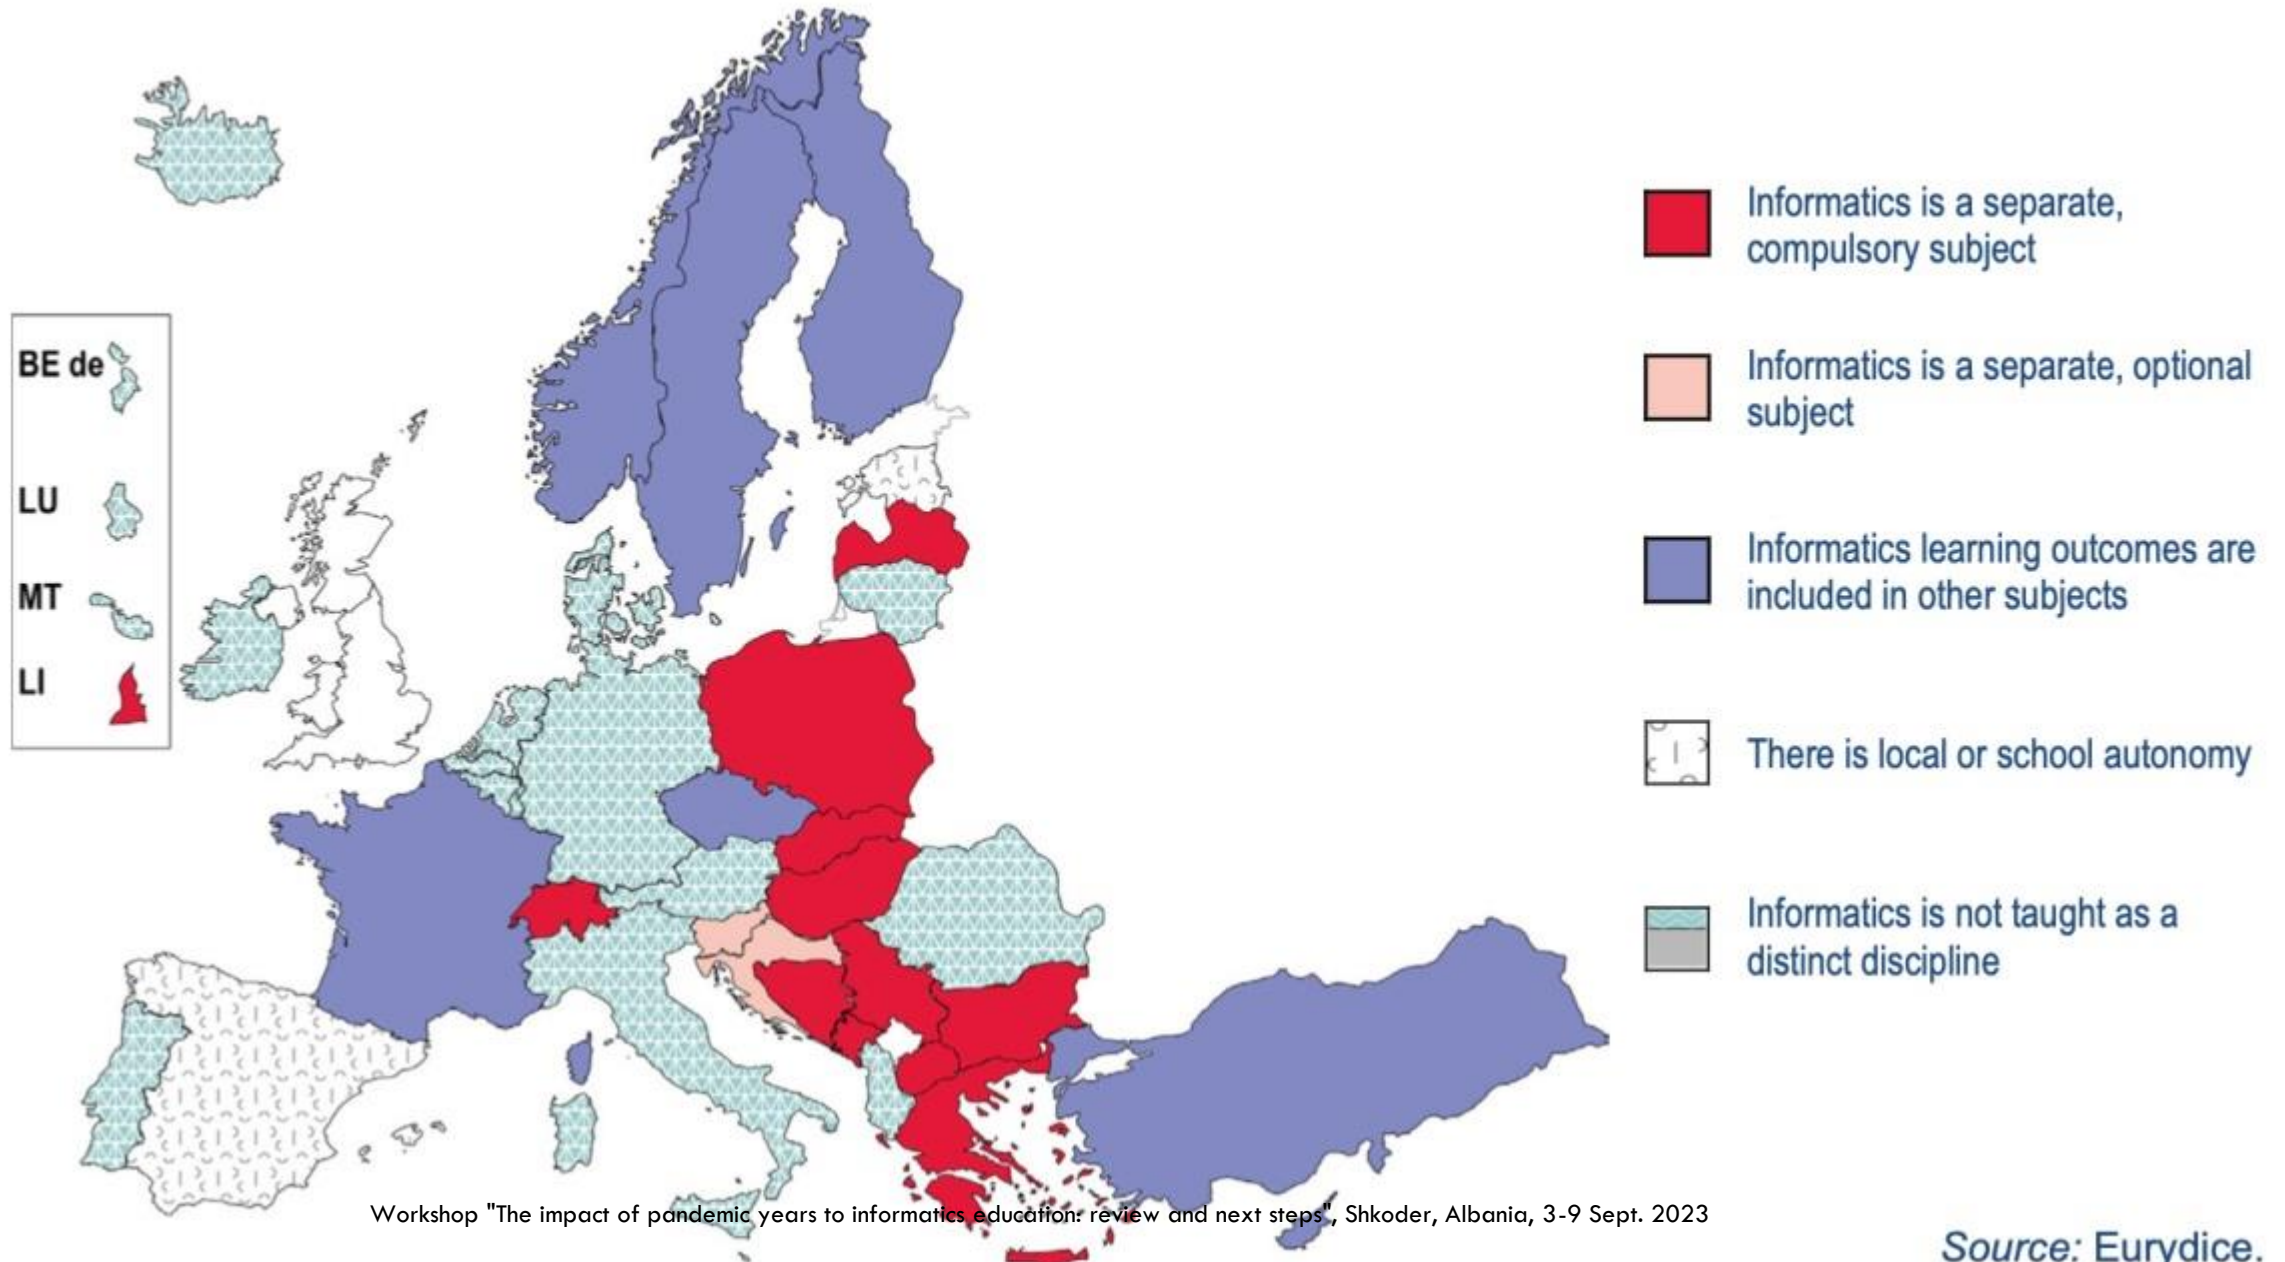 BE de
LU
MT
LI
Informatics is a separate,
compulsory subject
Informatics is a separate, optional
subject
Informatics learning outcomes are
included in other subjects
There is local or school autonomy
Informatics is not taught as a
distinct discipline
Workshop "The impact of pandemic years to informatics education: review and next steps", Shkoder, Albania, 3-9 Sept. 2023
Source: Eurydice.